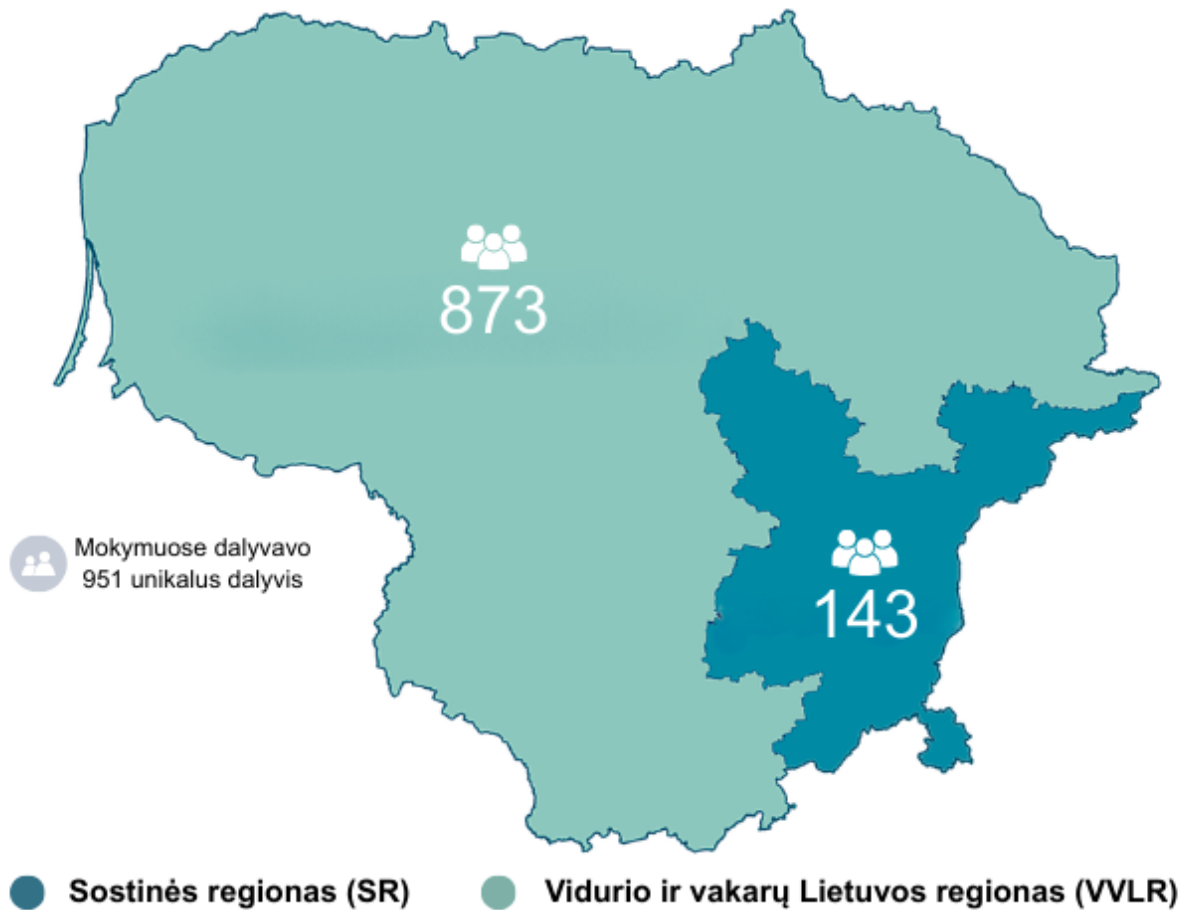 873
Mokymuose dalyvavo
951 unikalus dalyvis
143
Sostinės regionas (SR)
Vidurio ir vakarų Lietuvos regionas (VVLR)